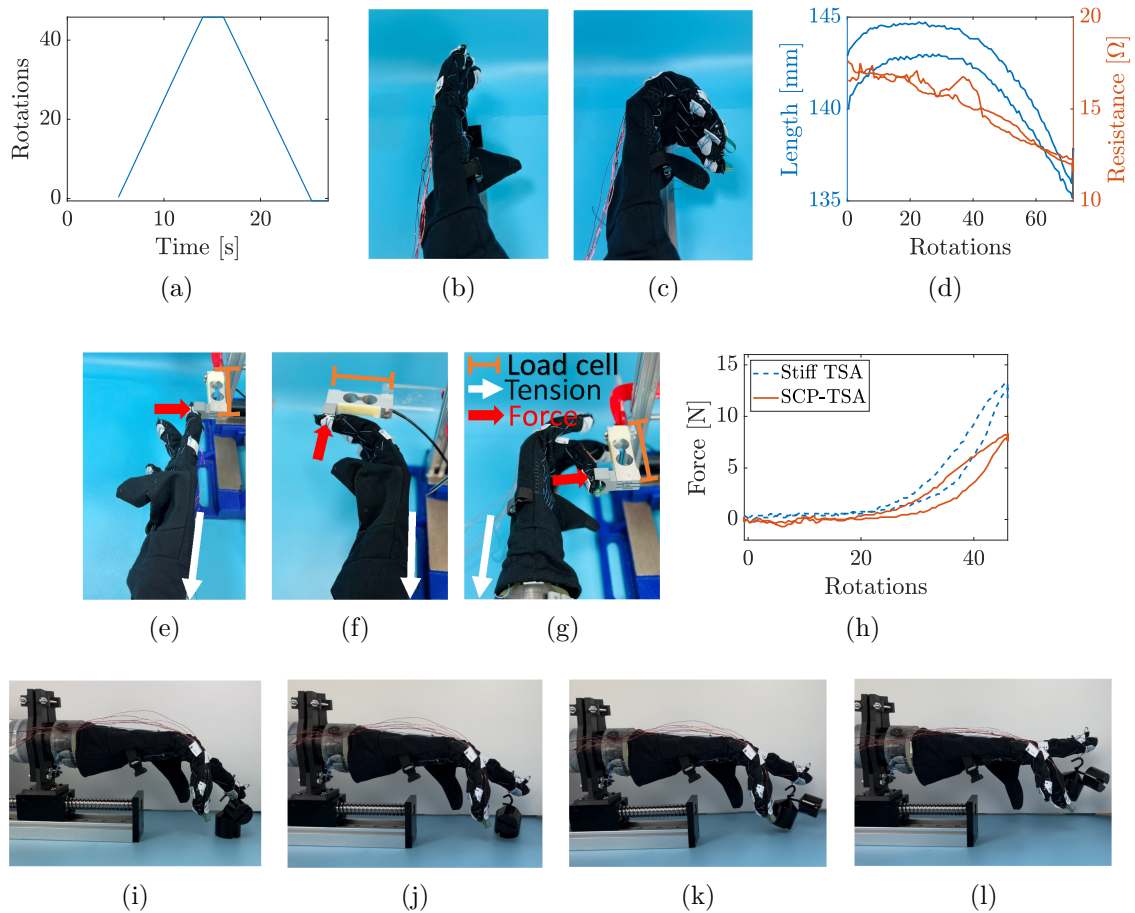 40
20
0
Rotations
0
10
20
Time [s]
(a)
(b)
(c)
145
140
135
Length [mm]
20
15
10
Resistance [Ω]
0
20
40
60
Rotations
(d)
Load cell
Tension
Force
(e)
(f)
(g)
15
10
5
0
Force [N]
Stiff TSA
SCP-TSA
0
20
40
Rotations
(h)
(i)
(j)
(k)
(l)